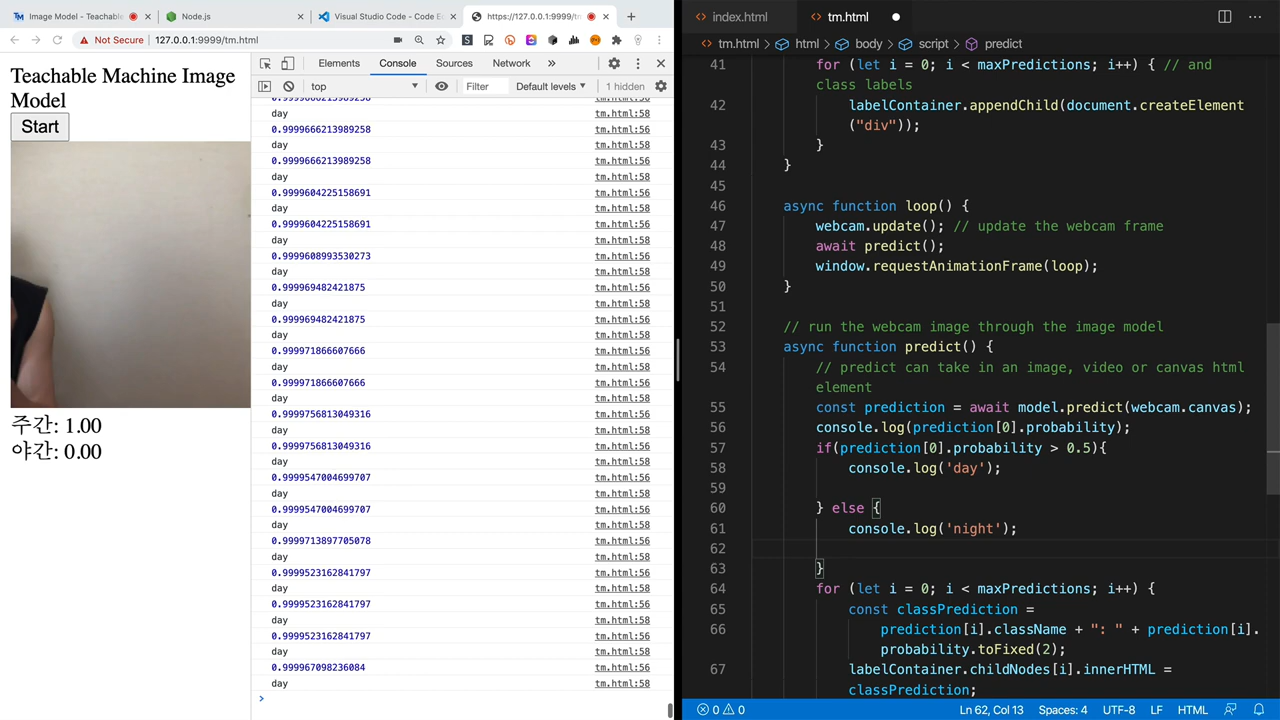 Image Model - Teachable
Node.js
Visual Studio Code - Code Ed
https://127.0.0.1:9999/tm
Not Secure
127.0.0.1:9999/tm.html
Teachable Machine Image
Model
Start
주간: 1.00
야간: 0.00
Elements
Console
Sources
Network
top
Filter
Default levels
1 hidden
day tm.html:58
0.9999666213989258 tm.html:56
day tm.html:58
0.9999666213989258 tm.html:56
day tm.html:58
0.9999604225158691 tm.html:56
day tm.html:58
0.9999604225158691 tm.html:56
day tm.html:58
0.9999608993530273 tm.html:56
day tm.html:58
0.999969482421875 tm.html:56
day tm.html:58
0.999969482421875 tm.html:56
day tm.html:58
0.999971866607666 tm.html:56
day tm.html:58
0.999971866607666 tm.html:56
day tm.html:58
0.9999756813049316 tm.html:56
day tm.html:58
0.9999756813049316 tm.html:56
day tm.html:58
0.9999547004699707 tm.html:56
day tm.html:58
0.9999547004699707 tm.html:56
day tm.html:58
0.9999713897705078 tm.html:56
day tm.html:58
0.9999523162841797 tm.html:56
day tm.html:58
0.9999523162841797 tm.html:56
day tm.html:58
0.9999523162841797 tm.html:56
day tm.html:58
0.999967098236084 tm.html:56
day tm.html:58
>
index.html
tm.html
tm.html > html > body > script > predict
41 for (let i = 0; i < maxPredictions; i++) { // and
class labels
42 labelContainer.appendChild(document.createElement
("div"));
43 }
44 }
45
46 async function loop() {
47 webcam.update(); // update the webcam frame
48 await predict();
49 window.requestAnimationFrame(loop);
50 }
51
52 // run the webcam image through the image model
53 async function predict() {
54 // predict can take in an image, video or canvas html
element
55 const prediction = await model.predict(webcam.canvas);
56 console.log(prediction[0].probability);
57 if(prediction[0].probability > 0.5){
58 console.log('day');
59
60 } else {
61 console.log('night');
62
63 }
64 for (let i = 0; i < maxPredictions; i++) {
65 const classPrediction =
66 prediction[i].className + ": " + prediction[i].
probability.toFixed(2);
67 labelContainer.childNodes[i].innerHTML =
classPrediction;
0 0
Ln 62, Col 13
Spaces: 4
UTF-8
LF
HTML